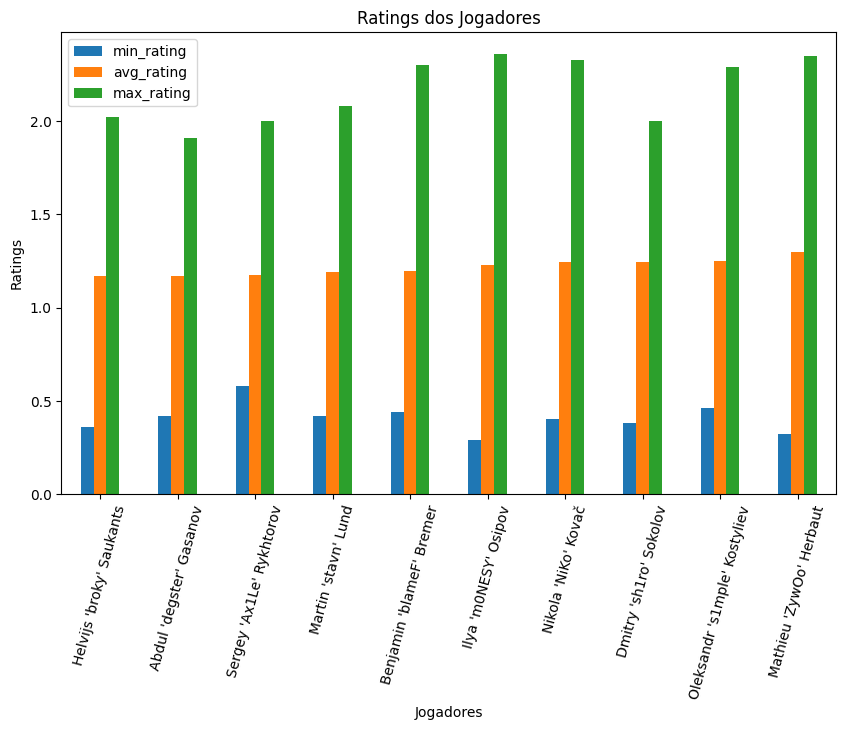 Ratings dos Jogadores
min_rating
avg_rating
max_rating
Ratings
2.0
1.5
1.0
0.5
0.0
Helvijs 'broky' Saukants
Abdul 'degster' Gasanov
Sergey 'Ax1Le' Rykhtorov
Martin 'stavn' Lund
Benjamin 'blameF' Bremer
Ilya 'm0NESY' Osipov
Nikola 'NiKo' Kovač
Dmitry 'sh1ro' Sokolov
Oleksandr 's1mple' Kostyliev
Mathieu 'ZywOo' Herbaut
Jogadores